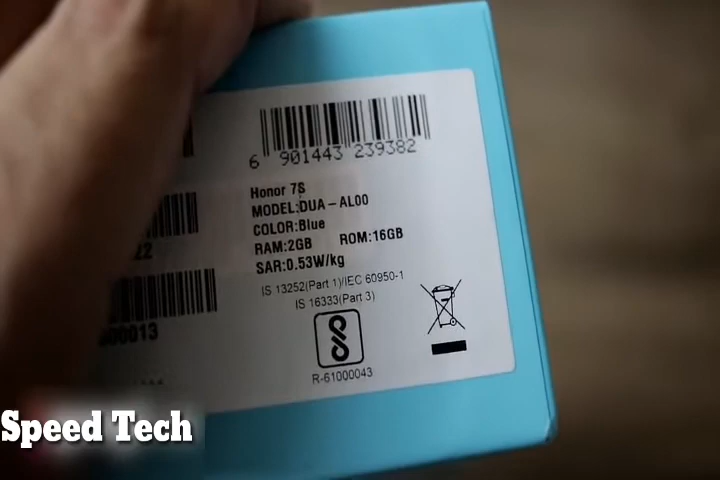 6 901443 239382
Honor 7S
MODEL:DUA-AL00
COLOR:Blue
RAM:2GB ROM:16GB
SAR:0.53W/kg
IS 13252(Part 1)/IEC 60950-1
IS 16333(Part 3)
R-61000043
Speed Tech